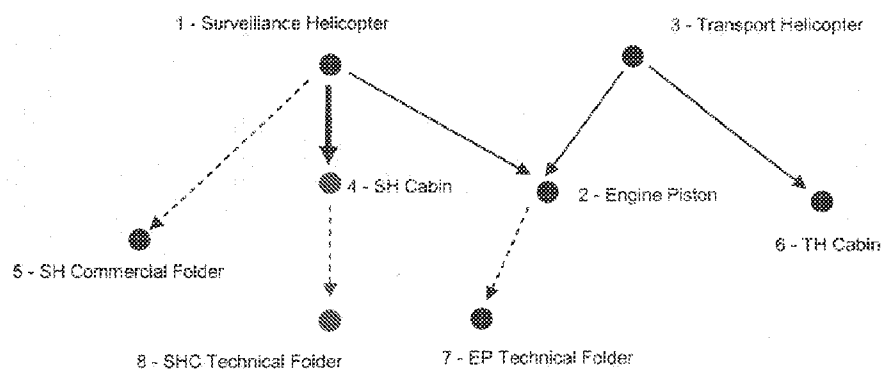 1 - Surveillance Helicopter
3 - Transport Helicopter
4 - SH Cabin
2 - Engine Piston
6 - TH Cabin
5 - SH Commercial Folder
8 - SHC Technical Folder
7 - EP Technical Folder